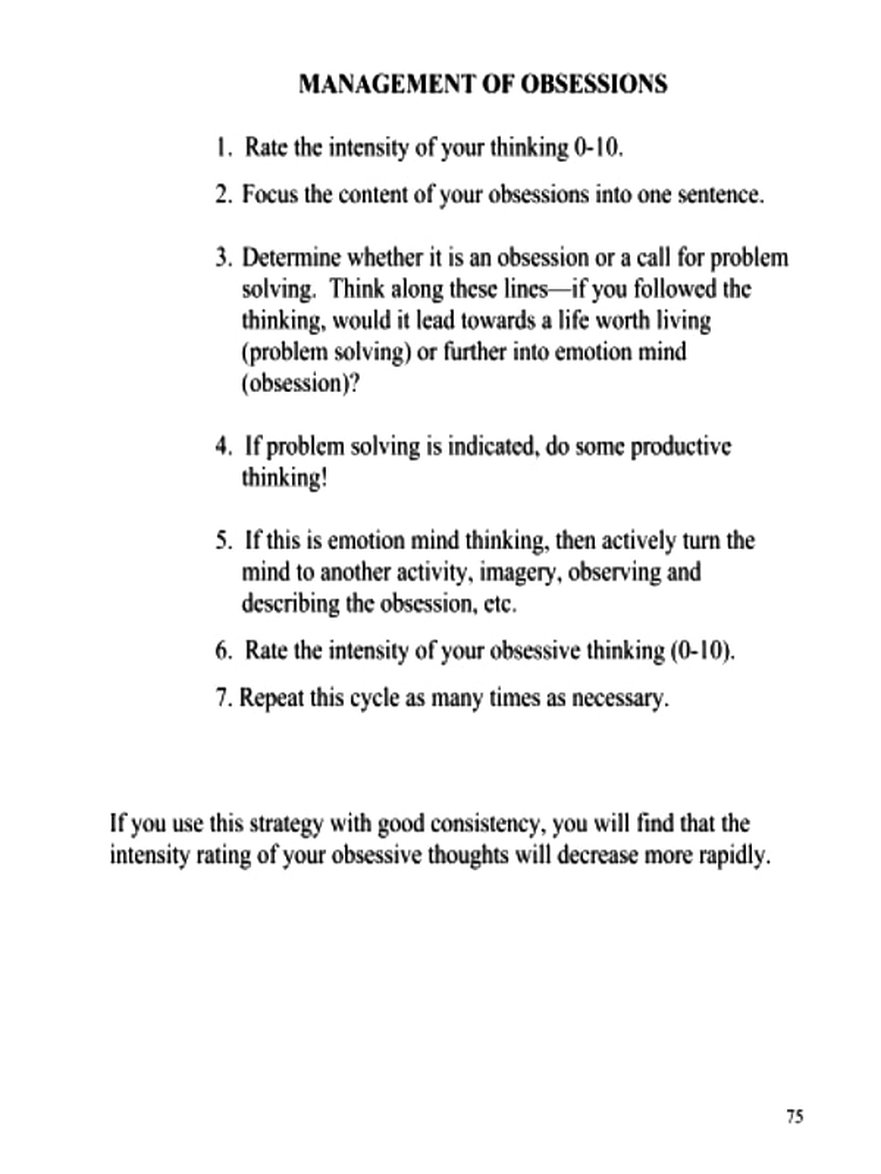 MANAGEMENT OF OBSESSIONS
1. Rate the intensity of your thinking 0-10.
2. Focus the content of your obsessions into one sentence.
3. Determine whether it is an obsession or a call for problem
solving. Think along these lines—if you followed the
thinking, would it lead towards a life worth living
(problem solving) or further into emotion mind
(obsession)?
4. If problem solving is indicated, do some productive
thinking!
5. If this is emotion mind thinking, then actively turn the
mind to another activity, imagery, observing and
describing the obsession, etc.
6. Rate the intensity of your obsessive thinking (0-10).
7. Repeat this cycle as many times as necessary.
If you use this strategy with good consistency, you will find that the
intensity rating of your obsessive thoughts will decrease more rapidly.
75